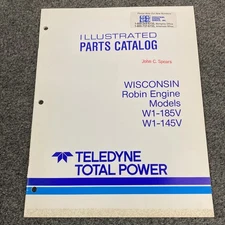 ILLUSTRATED
PARTS CATALOG
WISCONSIN
Robin Engine
Models
W1-185V
W1-145V
TELEDYNE
TOTAL POWER